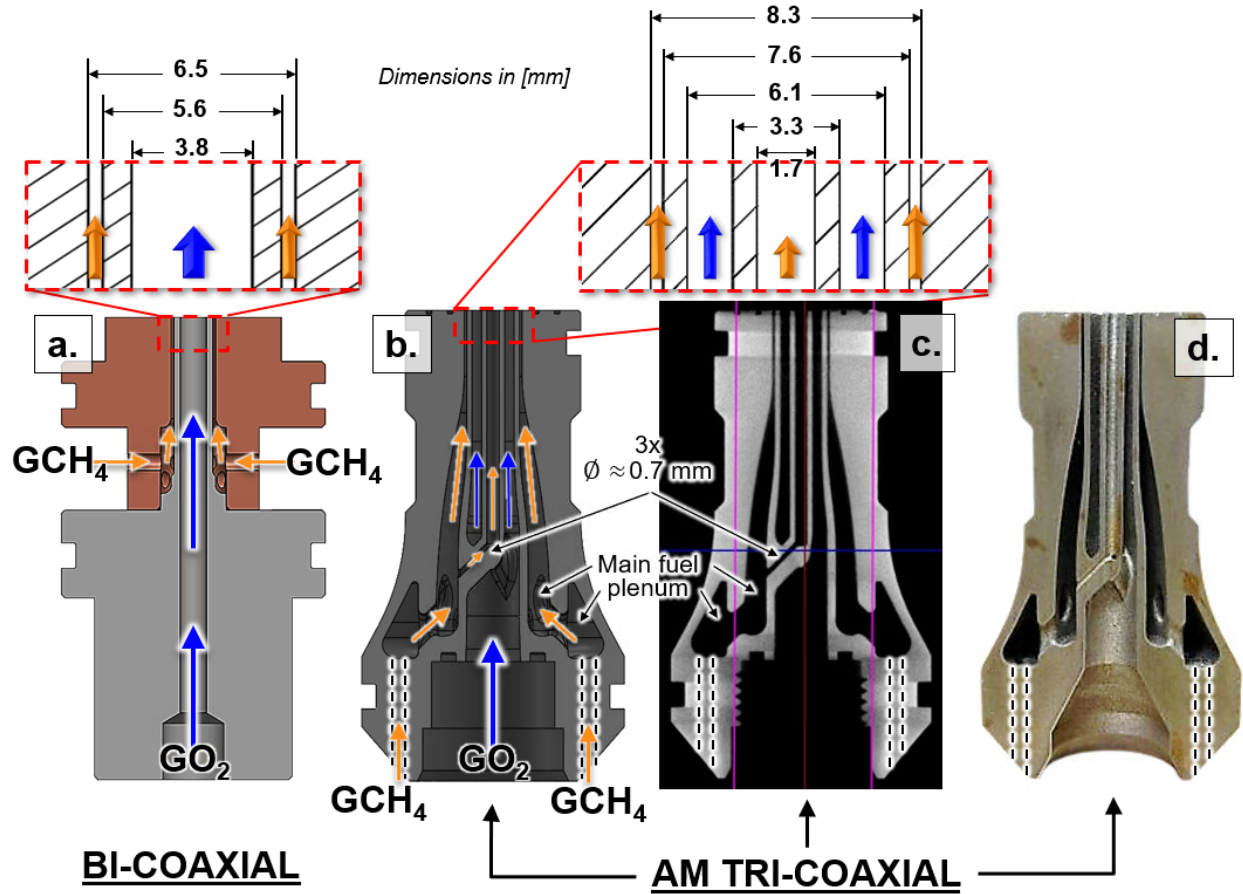 8.3
7.6
6.1
3.3
1.7
6.5
5.6
3.8
Dimensions in [mm]
a.
b.
c.
d.
GCH₄
GCH₄
3x
Ø ≈0.7 mm
Main fuel
plenum
GO₂
GO₂
GCH₄
GCH₄
BI-COAXIAL
AM TRI-COAXIAL